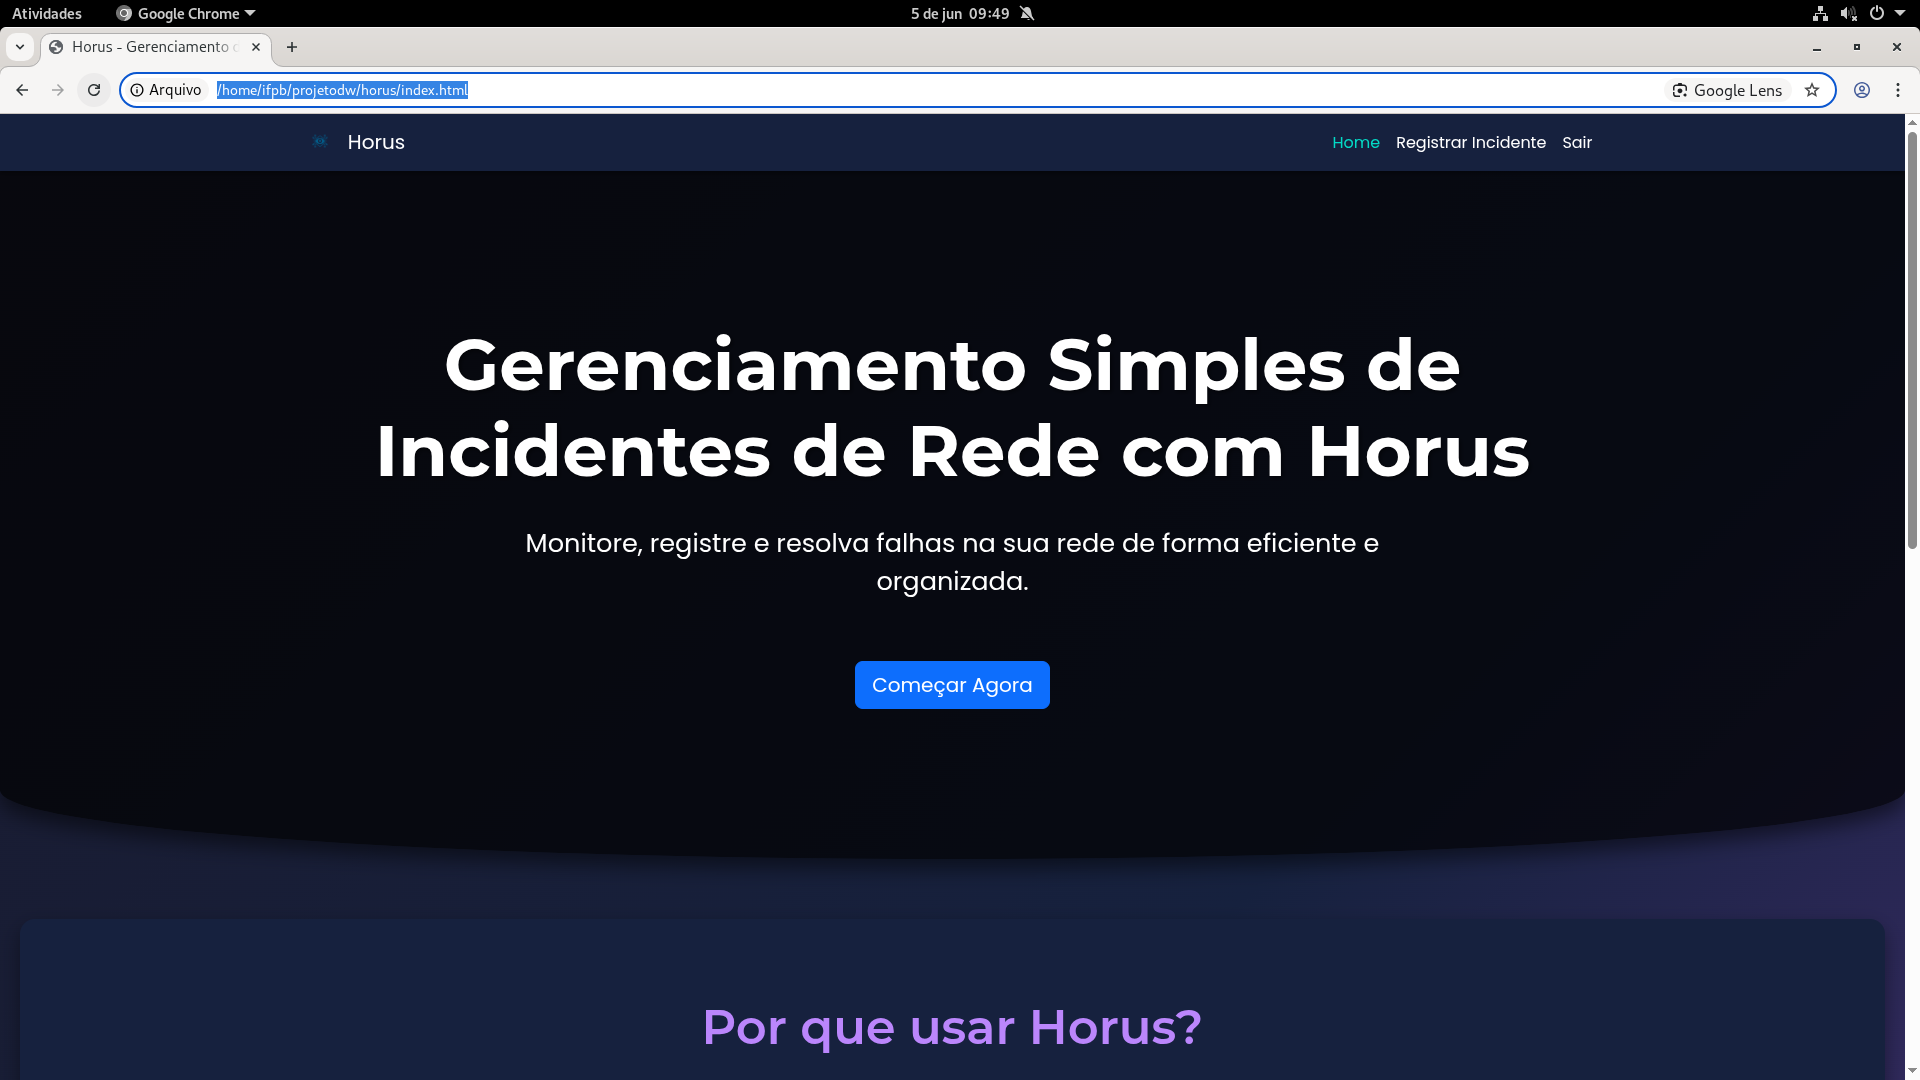 Atividades
Google Chrome
5 de jun 09:49
Horus - Gerenciamento
Arquivo
/home/ifpb/projetodw/horus/index.html
Google Lens
Horus
Home
Registrar Incidente
Sair
Gerenciamento Simples de
Incidentes de Rede com Horus
Monitore, registre e resolva falhas na sua rede de forma eficiente e
organizada.
Começar Agora
Por que usar Horus?